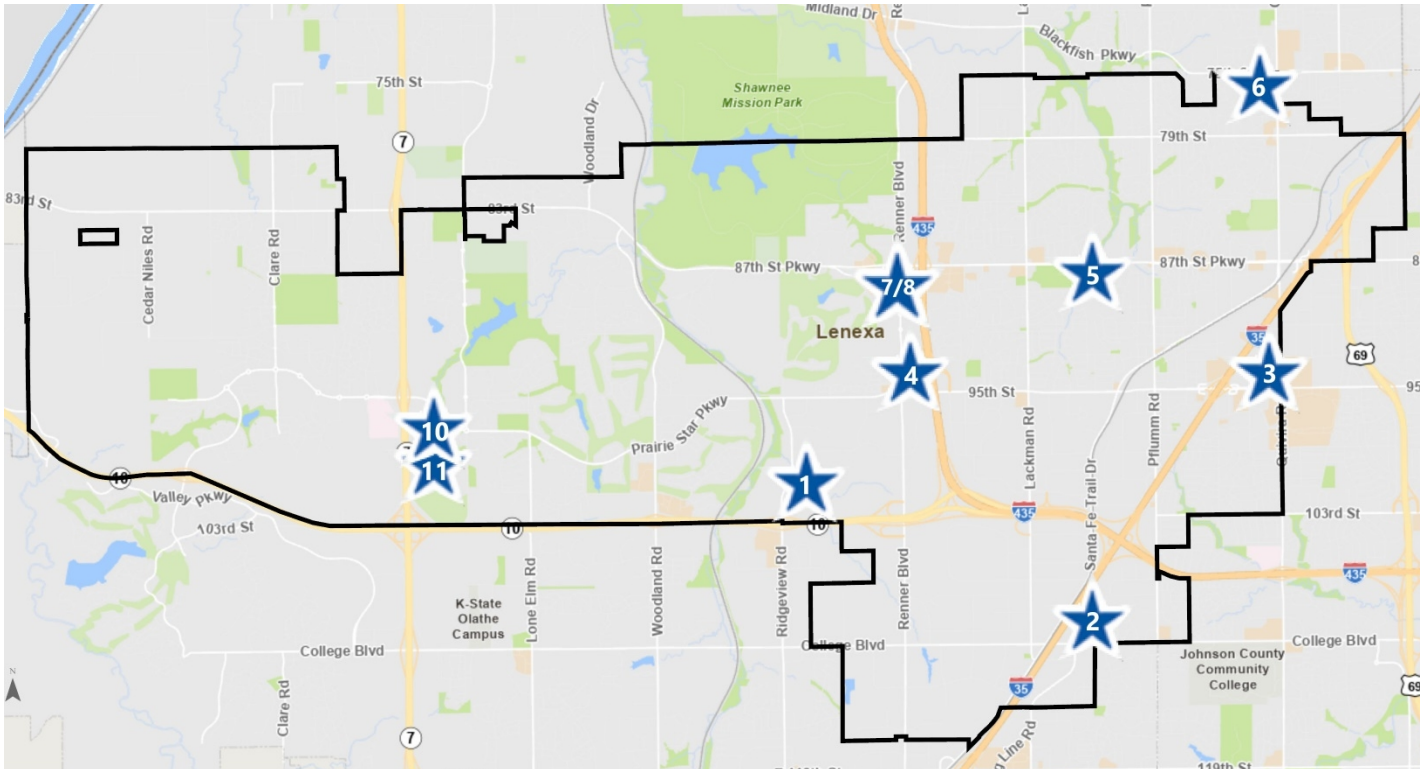 Midland Dr
Blackfish Pkwy
75th St
Shawnee
Mission Park
6
7
79th St
Woodland Dr
Renner Blvd
83rd St
83rd St
435
Cedar Niles Rd
Clare Rd
87th St Pkwy
87th St Pkwy
5
7/8
Lenexa
35
69
4
3
95th St
95
Prairie Star Pkwy
Lackman Rd
Pflumm Rd
10
7
11
1
10
Valley Pkwy
103rd St
10
10
435
103rd St
Santa Fe Trail Dr
435
K-State
Olathe
Campus
Lone Elm Rd
Woodland Rd
Ridgeview Rd
Renner Blvd
2
College Blvd
College Blvd
College Blvd
Johnson County
Community
College
N
Clare Rd
35
69
7
119th St